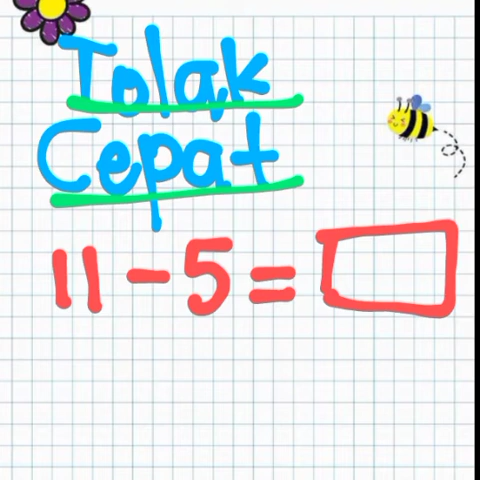 Tolak
Cepat
11 - 5 =